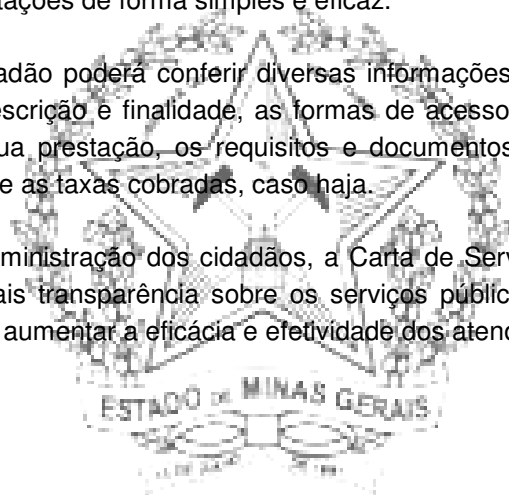 tações de forma simples e eficaz.
adão poderá conferir diversas informações
escrição e finalidade, as formas de acesso
ua prestação, os requisitos e documentos
e as taxas cobradas, caso haja.
ministração dos cidadãos, a Carta de Serv
ais transparência sobre os serviços públic
aumentar a eficácia e efetividade dos atenc
ESTADO DE MINAS GERAIS